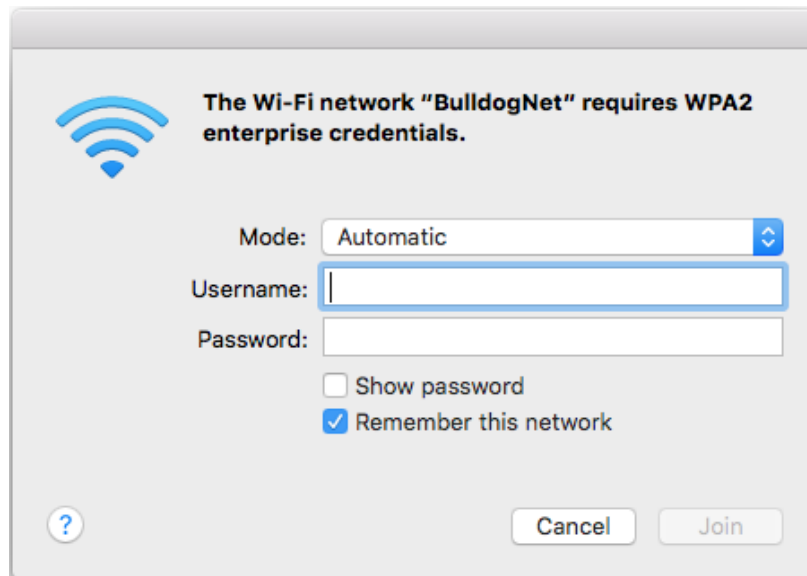 The Wi-Fi network “BulldogNet” requires WPA2
enterprise credentials.
Mode: Automatic
Username:
Password:
Show password
Remember this network
? Cancel Join